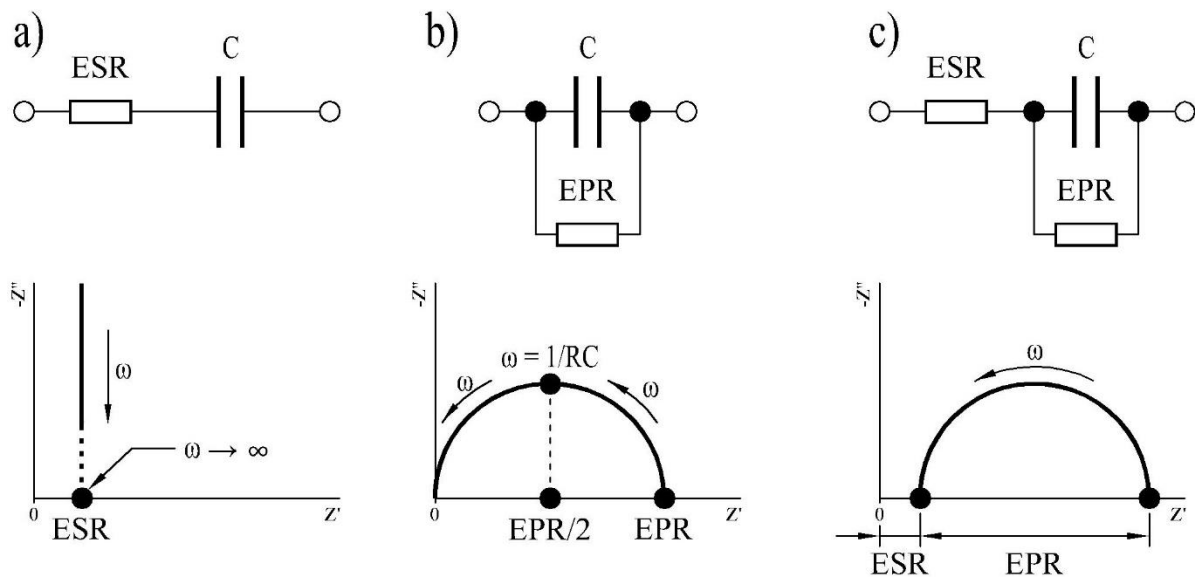 a)
ESR
C
-Z"
ω
ω → ∞
0
ESR
Z'
b)
C
EPR
-Z"
ω = 1/RC
ω
ω
0
EPR/2
EPR
Z'
c)
ESR
C
EPR
-Z"
ω
0
Z'
ESR
EPR